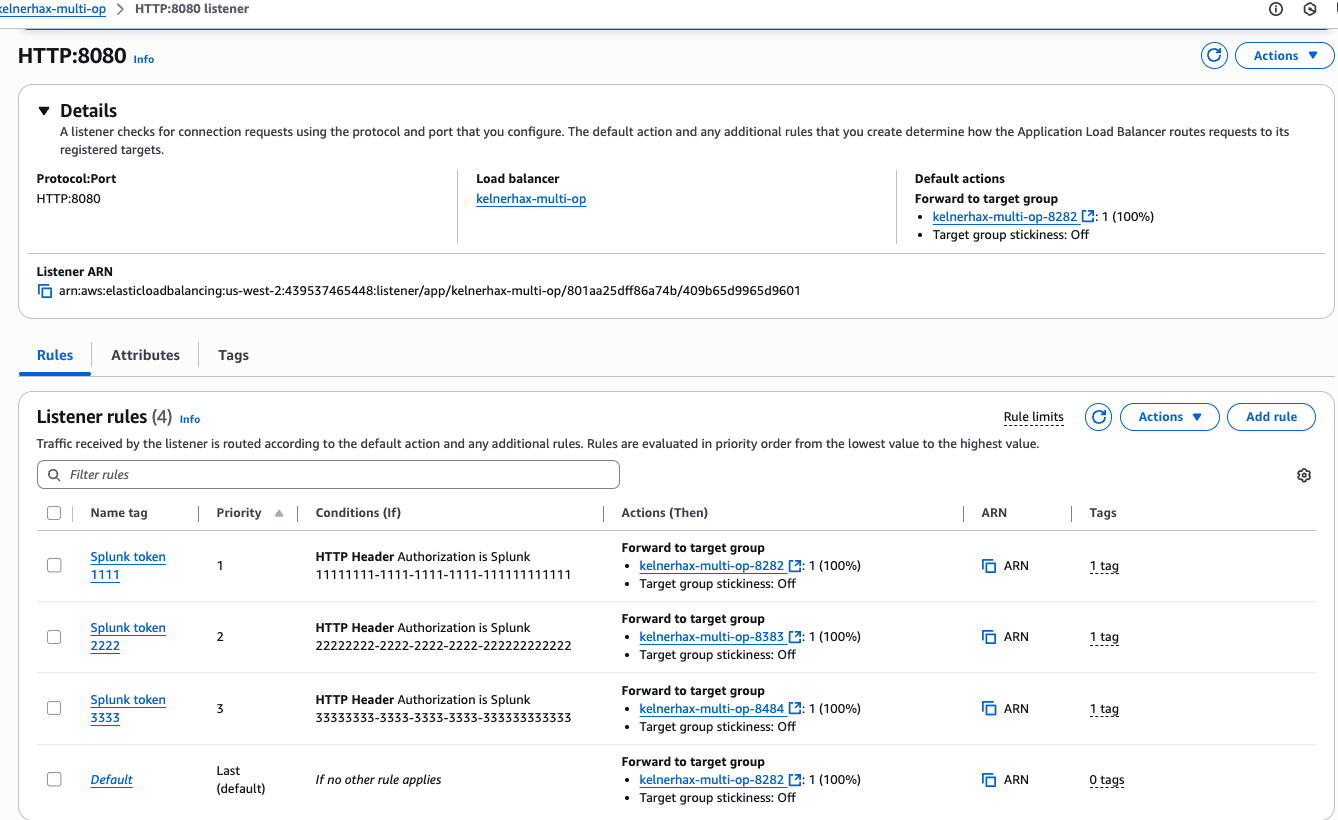 kelnerhax-multi-op > HTTP:8080 listener
HTTP:8080 Info
Actions
Details
A listener checks for connection requests using the protocol and port that you configure. The default action and any additional rules that you create determine how the Application Load Balancer routes requests to its
registered targets.
Protocol:Port
HTTP:8080
Load balancer
kelnerhax-multi-op
Default actions
Forward to target group
• kelnerhax-multi-op-8282 : 1 (100%)
• Target group stickiness: Off
Listener ARN
arn:aws:elasticloadbalancing:us-west-2:439537465448:listener/app/kelnerhax-multi-op/801aa25dff86a74b/409b65d9965d9601
Rules
Attributes
Tags
Listener rules (4) Info
Rule limits
Actions
Add rule
Traffic received by the listener is routed according to the default action and any additional rules. Rules are evaluated in priority order from the lowest value to the highest value.
Filter rules
Name tag
Priority
Conditions (If)
Actions (Then)
ARN
Tags
Splunk token
1111
1
HTTP Header Authorization is Splunk
11111111-1111-1111-1111-111111111111
Forward to target group
• kelnerhax-multi-op-8282 : 1 (100%)
• Target group stickiness: Off
ARN
1 tag
Splunk token
2222
2
HTTP Header Authorization is Splunk
22222222-2222-2222-2222-222222222222
Forward to target group
• kelnerhax-multi-op-8383 : 1 (100%)
• Target group stickiness: Off
ARN
1 tag
Splunk token
3333
3
HTTP Header Authorization is Splunk
33333333-3333-3333-3333-333333333333
Forward to target group
• kelnerhax-multi-op-8484 : 1 (100%)
• Target group stickiness: Off
ARN
1 tag
Default
Last
(default)
If no other rule applies
Forward to target group
• kelnerhax-multi-op-8282 : 1 (100%)
• Target group stickiness: Off
ARN
0 tags